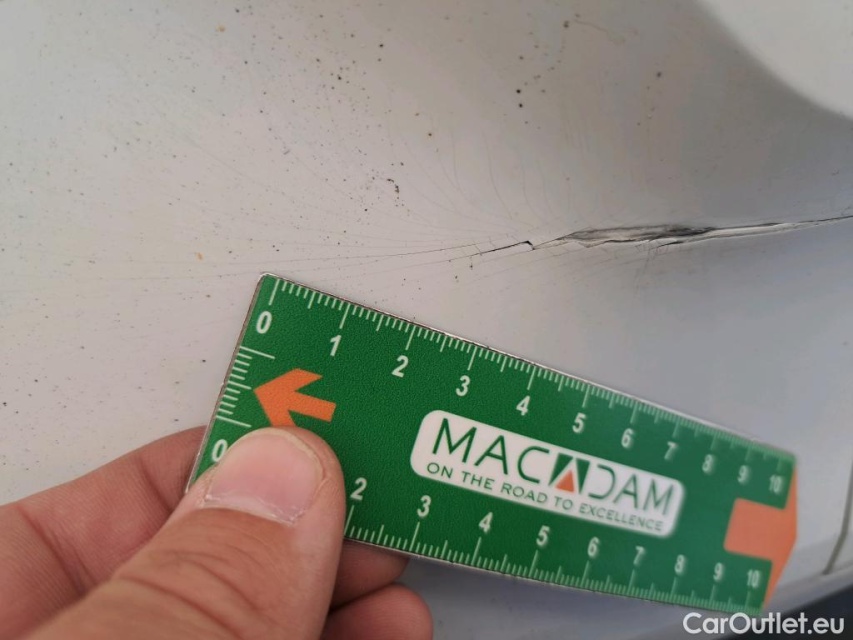 0 1 2 3 4 5 6 7 8 9 10
MACADAM
ON THE ROAD TO EXCELLENCE
0 2 3 4 5 6 7 8 9 10
CarOutlet.eu